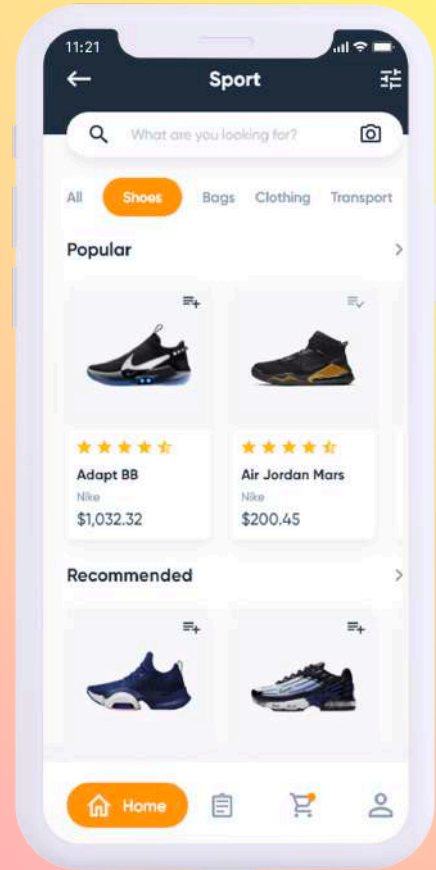 11:21
Sport
What are you looking for?
All Shoes Bags Clothing Transport
Popular
Adapt BB Air Jordan Mars
Nike Nike
$1,032.32 $200.45
Recommended
Home